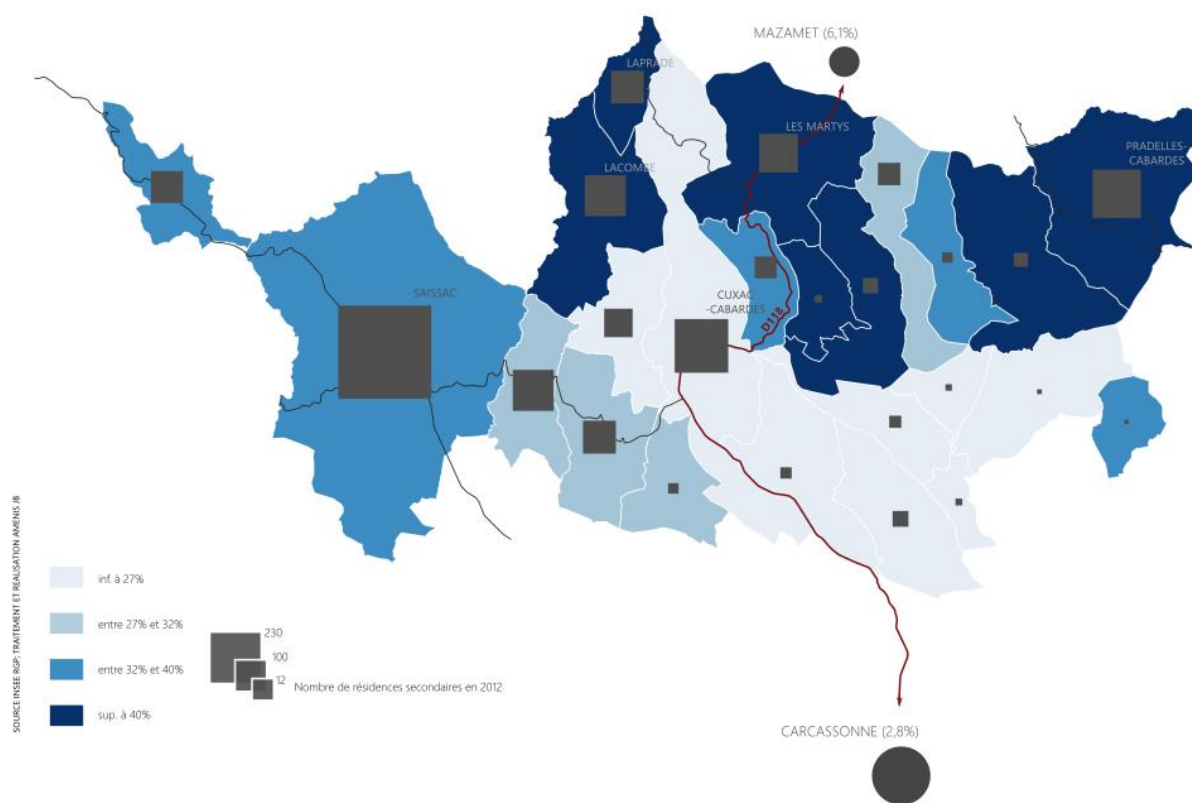 MAZAMET (6,1%)
LAPRADE
LES MARTYS
PRADELLES-
CABARDES
LACOMBE
SAISSAC
CUXAC
-CABARDES
D118
SOURCE INSEE RGP; TRAITEMENT ET REALISATION AMENIS JB
inf. à 27%
entre 27% et 32%
entre 32% et 40%
sup. à 40%
230
100
12
Nombre de résidences secondaires en 2012
CARCASSONNE (2,8%)